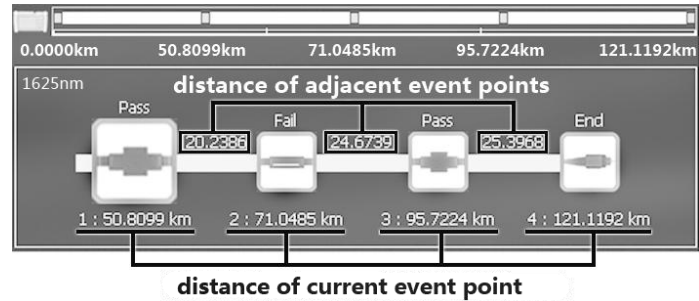 0.0000km 50.8099km 71.0485km 95.7224km 121.1192km
1625nm
distance of adjacent event points
Pass Fail Pass End
20.2386 24.6739 25.3968
1 : 50.8099 km 2 : 71.0485 km 3 : 95.7224 km 4 : 121.1192 km
distance of current event point